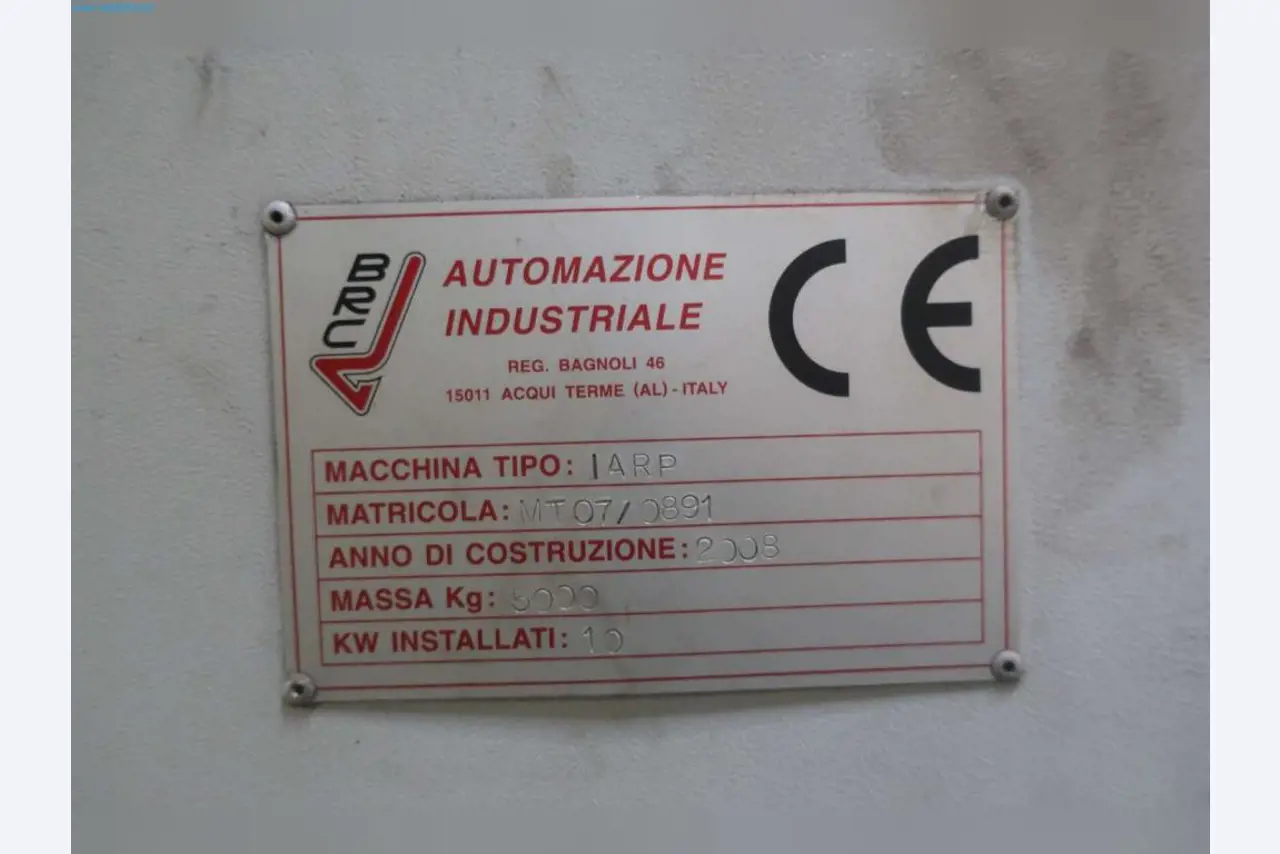 BRC
AUTOMAZIONE
INDUSTRIALE
REG. BAGNOLI 46
15011 ACQUI TERME (AL) - ITALY
CE
MACCHINA TIPO: IARP
MATRICOLA: MT07/0891
ANNO DI COSTRUZIONE: 2008
MASSA Kg: 5000
KW INSTALLATI: 10